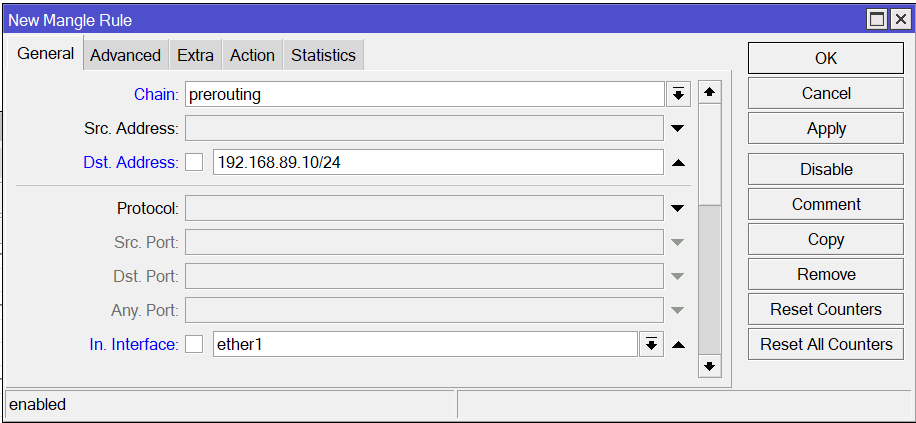 New Mangle Rule
General Advanced Extra Action Statistics
Chain: prerouting
Src. Address:
Dst. Address: 192.168.89.10/24
Protocol:
Src. Port:
Dst. Port:
Any. Port:
In. Interface: ether1
OK
Cancel
Apply
Disable
Comment
Copy
Remove
Reset Counters
Reset All Counters
enabled